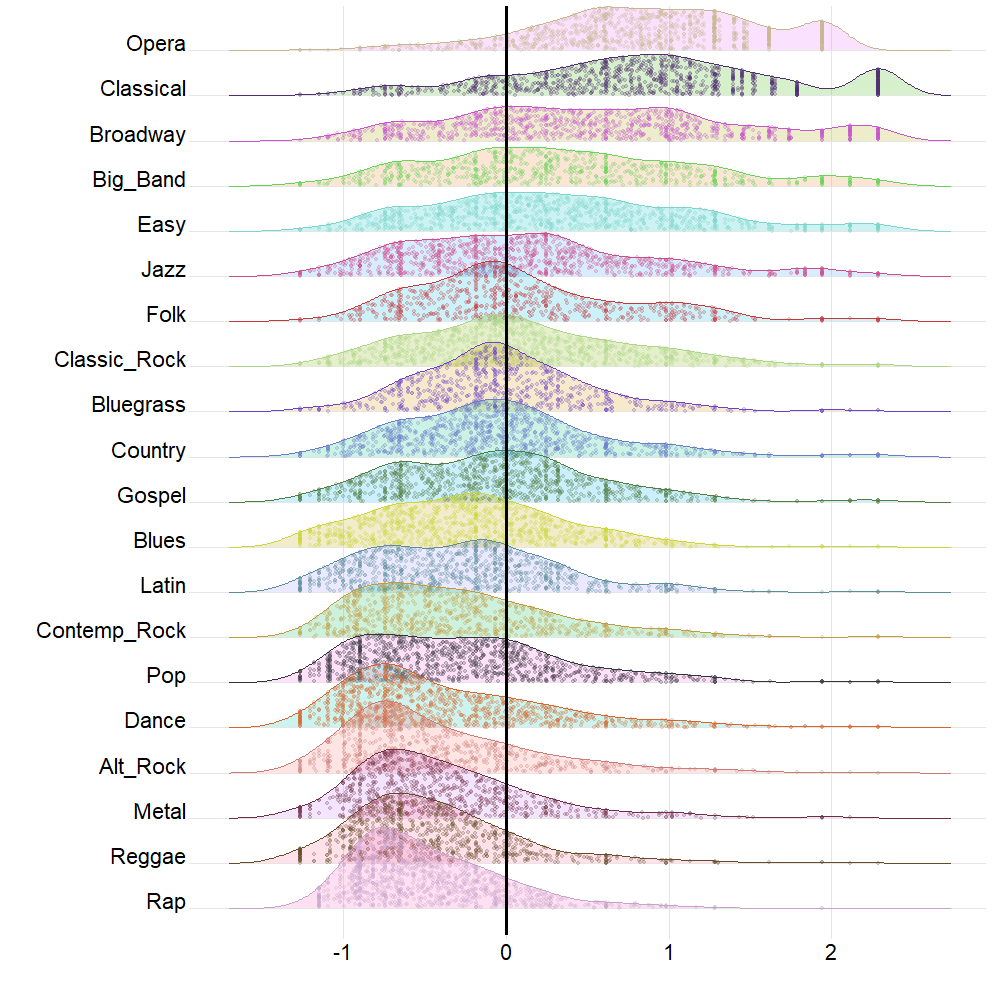 Opera
Classical
Broadway
Big_Band
Easy
Jazz
Folk
Classic_Rock
Bluegrass
Country
Gospel
Blues
Latin
Contemp_Rock
Pop
Dance
Alt_Rock
Metal
Reggae
Rap
-1 0 1 2